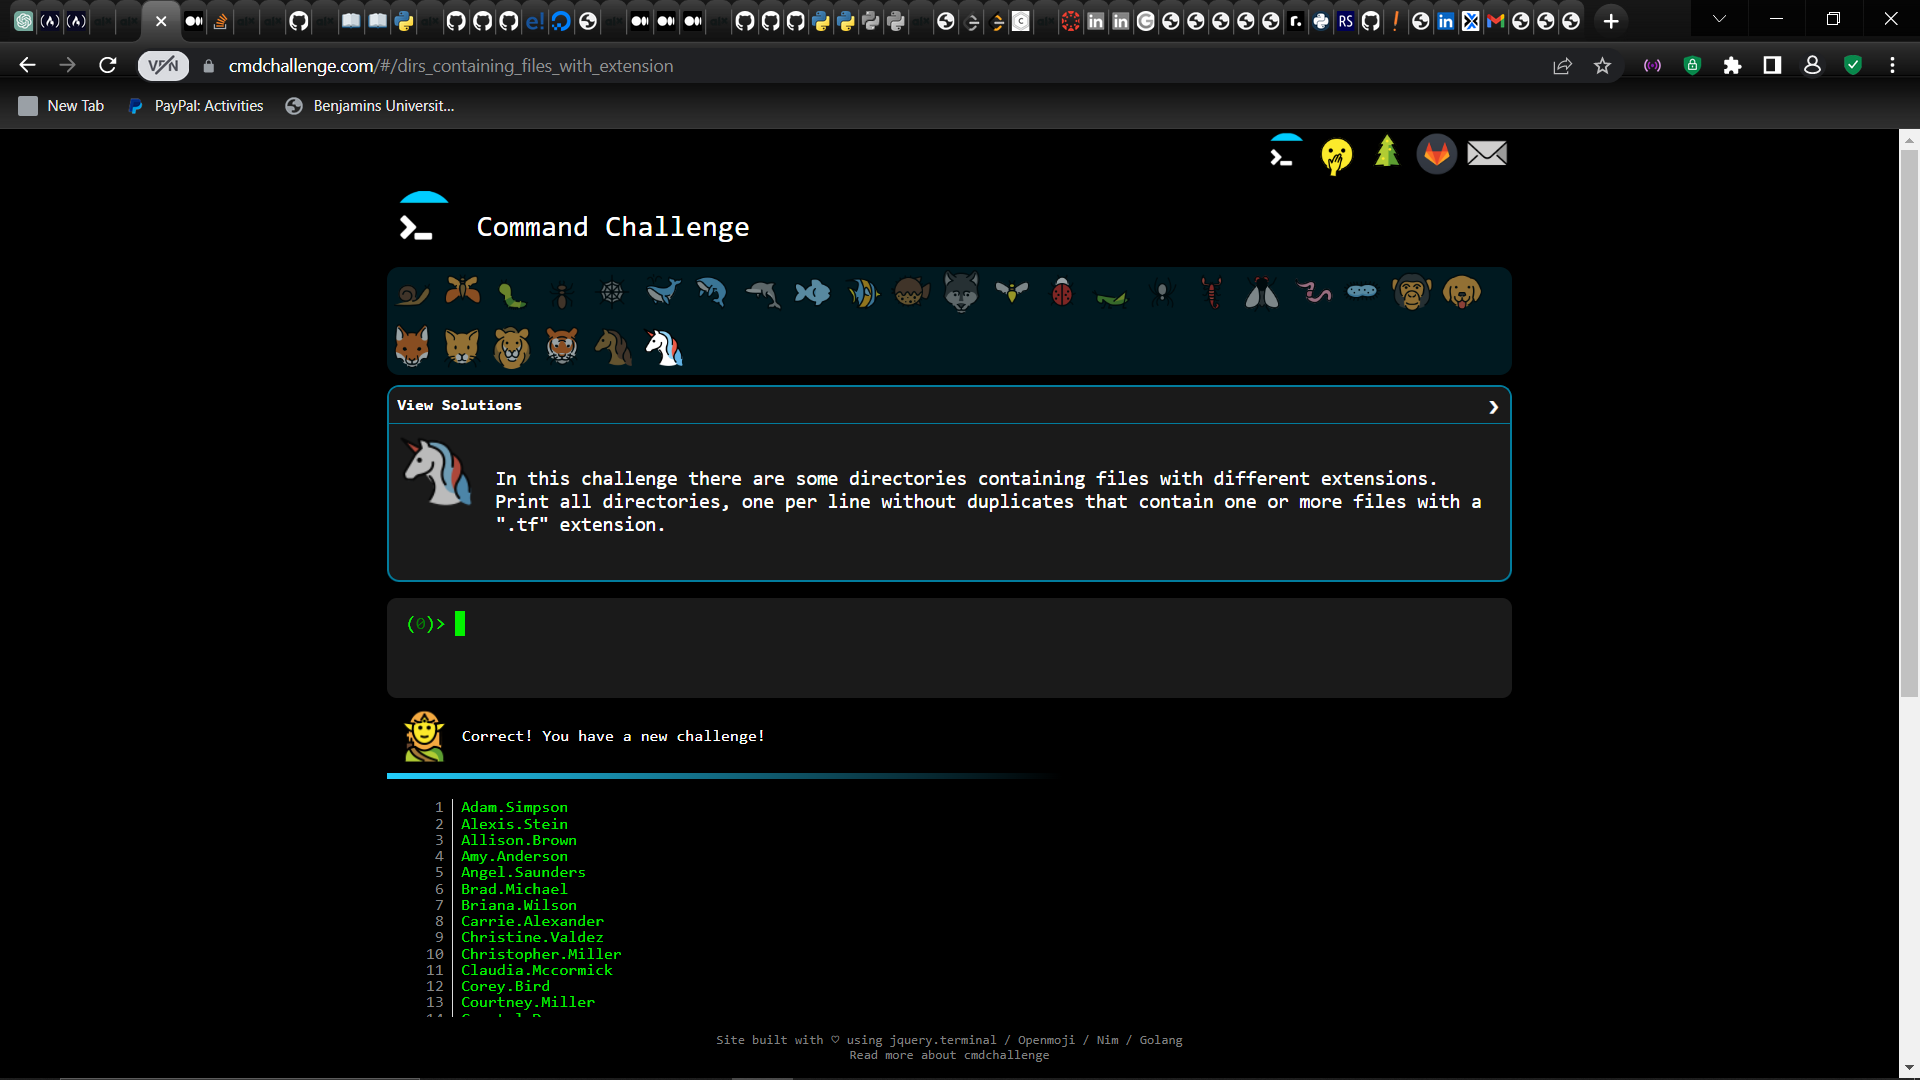 cmdchallenge.com/#/dirs_containing_files_with_extension
New Tab
PayPal: Activities
Benjamins Universit...
Command Challenge
View Solutions
In this challenge there are some directories containing files with different extensions.
Print all directories, one per line without duplicates that contain one or more files with a
".tf" extension.
(0)>
Correct! You have a new challenge!
1 Adam.Simpson
2 Alexis.Stein
3 Allison.Brown
4 Amy.Anderson
5 Angel.Saunders
6 Brad.Michael
7 Briana.Wilson
8 Carrie.Alexander
9 Christine.Valdez
10 Christopher.Miller
11 Claudia.Mccormick
12 Corey.Bird
13 Courtney.Miller
Site built with ♡ using jquery.terminal / Openmoji / Nim / Golang
Read more about cmdchallenge